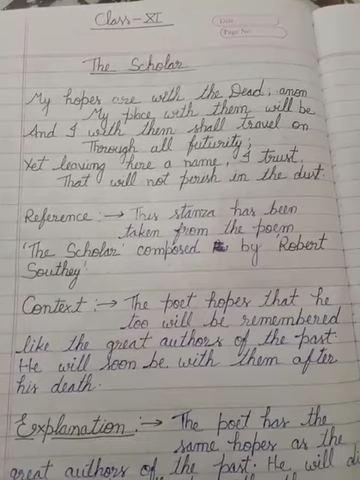 Class-XI
Date
Page No.
The Scholar
My hopes are with the Dead, anon
My place with them will be
And I with them shall travel on
Through all futurity;
Yet leaving here a name, I trust,
That will not perish in the dust.
Reference :→ This stanza has been
taken from the poem
'The Scholar' composed by 'Robert
Southey'
Context :→ The poet hopes that he
too will be remembered
like the great authors of the past.
He will soon be with them after
his death.
Explanation :→ The poet has the
same hopes as the
great authors of the past. He will